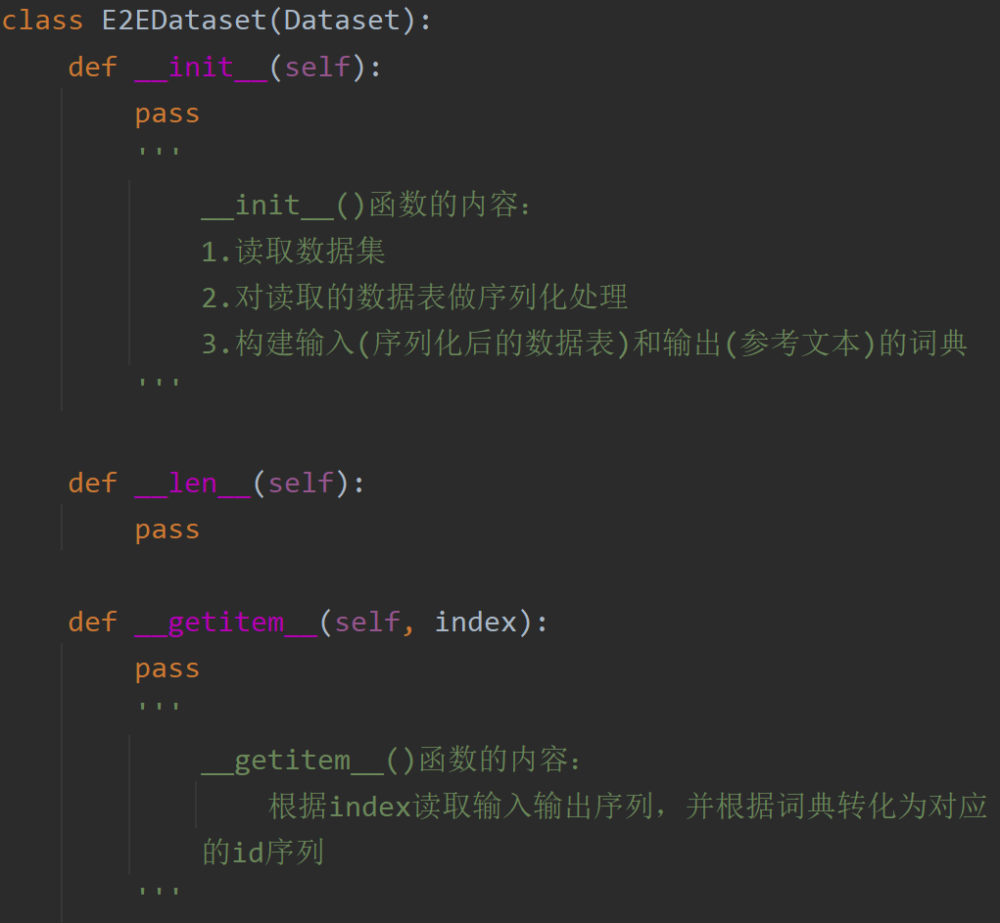 class E2EDataset(Dataset):
    def __init__(self):
        pass
        '''
            __init__()函数的内容：
            1.读取数据集
            2.对读取的数据表做序列化处理
            3.构建输入(序列化后的数据表)和输出(参考文本)的词典
        '''
    def __len__(self):
        pass
    def __getitem__(self, index):
        pass
        '''
            __getitem__()函数的内容：
                根据index读取输入输出序列，并根据词典转化为对应
            的id序列
        '''